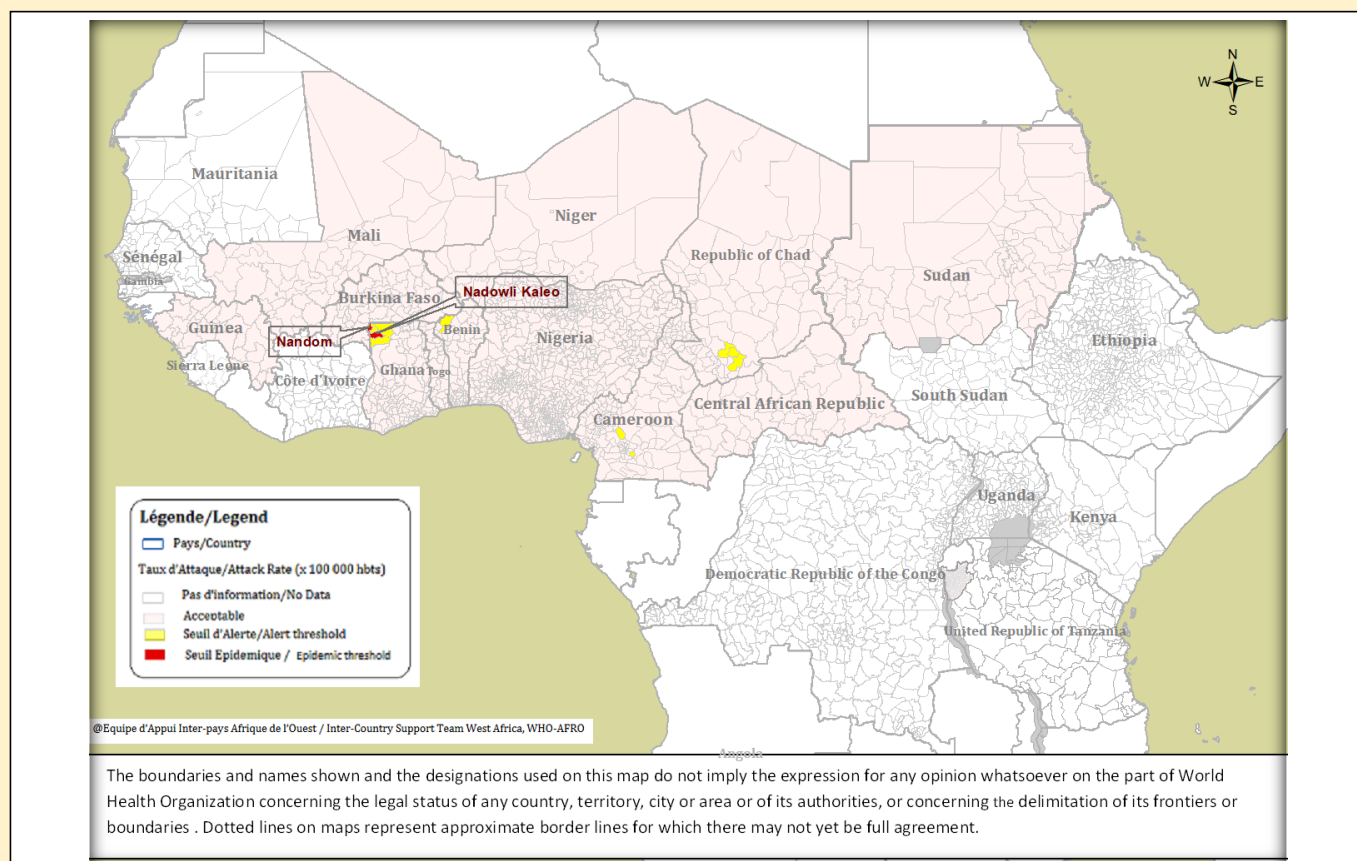 N
W E
S
Mauritania
Niger
Mali
Sénégal
Republic of Chad
Sudan
Gambia
Nadowli Kaleo
Burkina Faso
Guinea
Benin
Nigeria
Nandom
Ethiopia
Sierra Leone
Ghana
Togo
Côte d'Ivoire
South Sudan
Central African Republic
Cameroon
Uganda
Kenya
Democratic Republic of the Congo
United Republic of Tanzania
Angola
Légende/Legend
Pays/Country
Taux d'Attaque/Attack Rate (x 100 000 hbts)
Pas d'information/No Data
Acceptable
Seuil d'Alerte/Alert threshold
Seuil Epidemique / Epidemic threshold
@Equipe d'Appui Inter-pays Afrique de l'Ouest / Inter-Country Support Team West Africa, WHO-AFRO
The boundaries and names shown and the designations used on this map do not imply the expression for any opinion whatsoever on the part of World
Health Organization concerning the legal status of any country, territory, city or area or of its authorities, or concerning the delimitation of its frontiers or
boundaries . Dotted lines on maps represent approximate border lines for which there may not yet be full agreement.